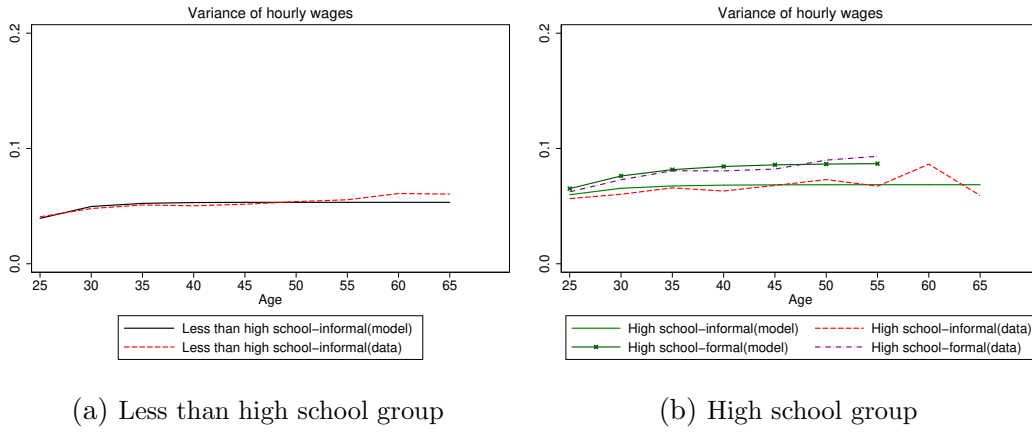 Variance of hourly wages
0.2
0.1
0.0
25 30 35 40 45 50 55 60 65
Age
Less than high school−informal(model)
Less than high school−informal(data)
(a) Less than high school group
Variance of hourly wages
0.2
0.1
0.0
25 30 35 40 45 50 55 60 65
Age
High school−informal(model) High school−informal(data)
High school−formal(model) High school−formal(data)
(b) High school group